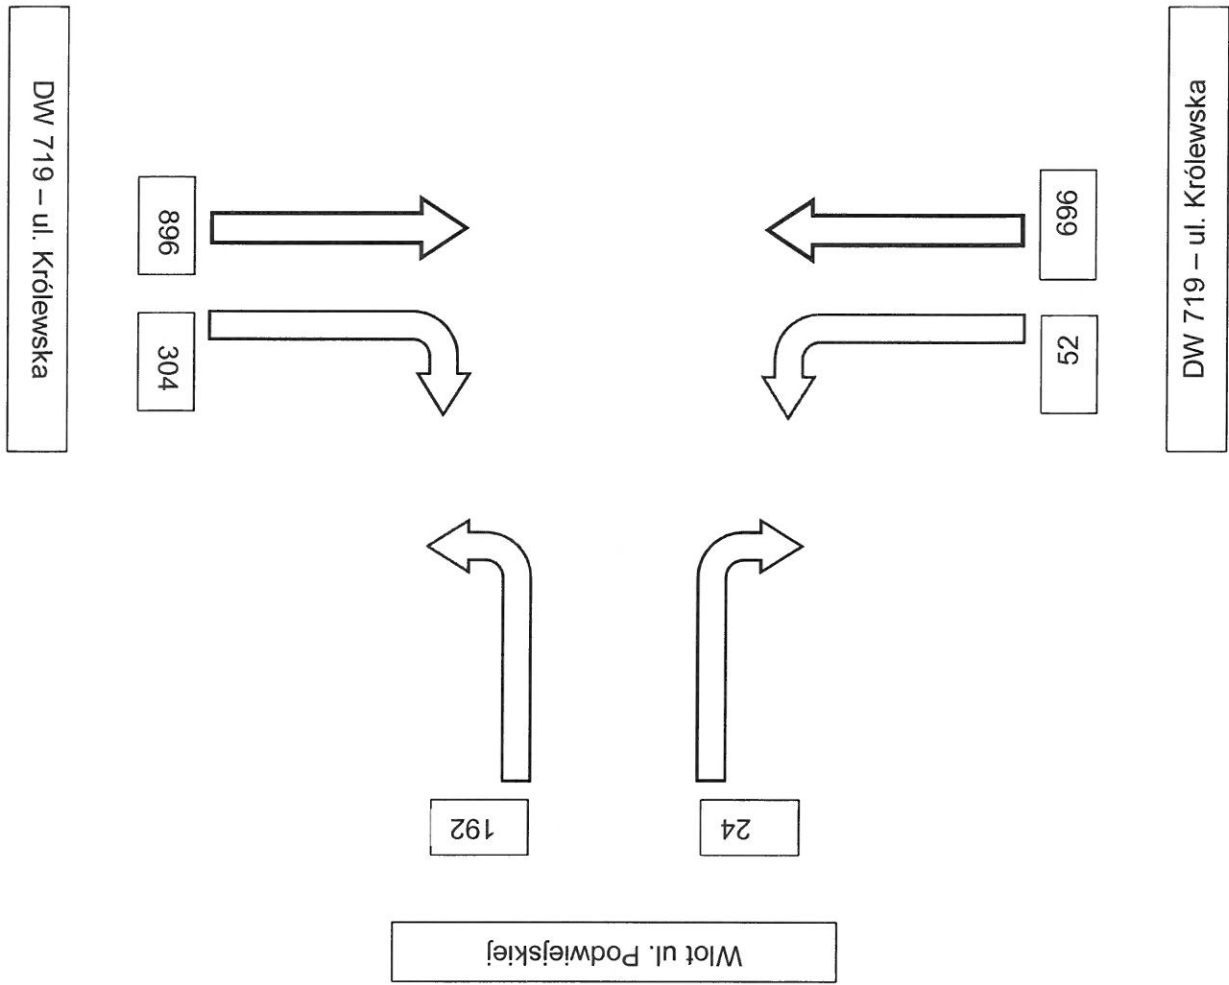 DW 719 – ul. Królewska
DW 719 – ul. Królewska
896
696
304
52
192
24
Wlot ul. Podwiejskiej